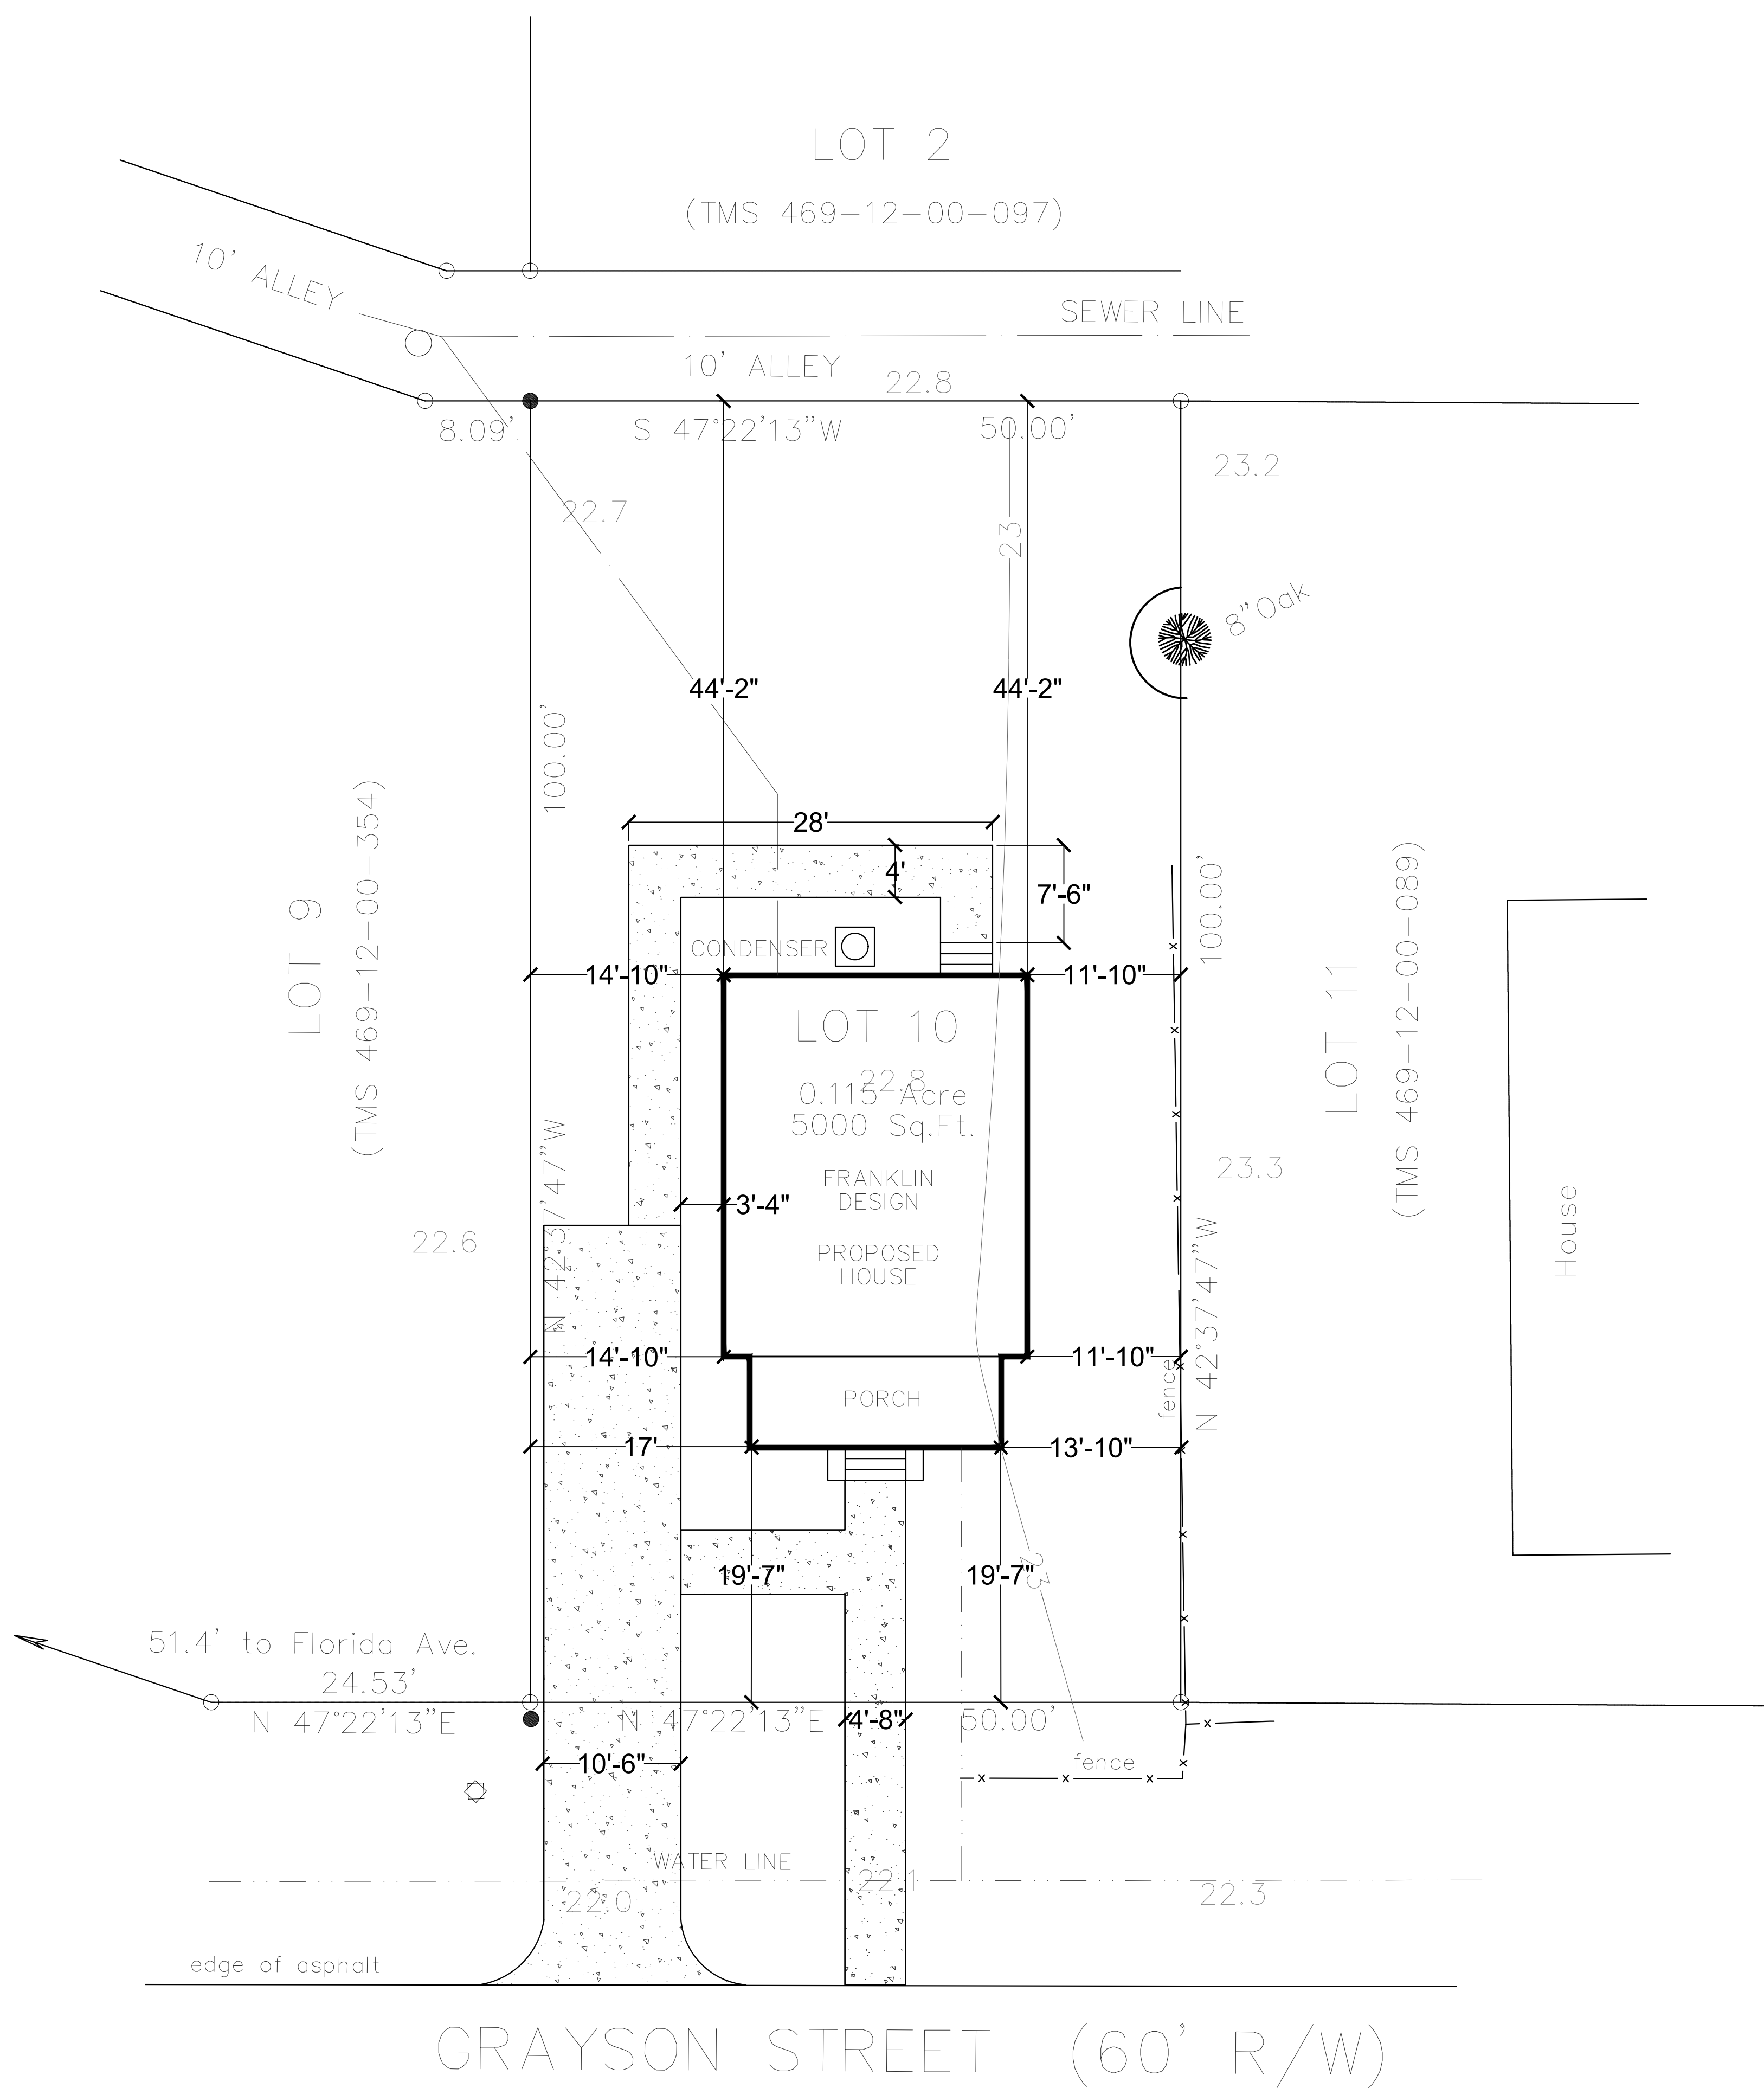 LOT 2
(TMS 469-12-00-097)
10' ALLEY
SEWER LINE
10' ALLEY
22.8
8.09'
S 47°22'13"W
50.00'
23.2
22.7
23
8"Oak
44'-2"
44'-2"
100.00'
28'
4'
7'-6"
CONDENSER
100.00'
14'-10"
11'-10"
LOT 9
(TMS 469-12-00-354)
LOT 10
22.8
0.115 Acre
5000 Sq.Ft.
FRANKLIN
DESIGN
PROPOSED
HOUSE
3'-4"
LOT 11
(TMS 469-12-00-089)
House
23.3
22.6
N 42°37'47"W
N 42°37'47"W
14'-10"
11'-10"
fence
PORCH
17'
13'-10"
19'-7"
19'-7"
23
51.4' to Florida Ave.
24.53'
N 47°22'13"E
N 47°22'13"E
4'-8"
50.00'
10'-6"
fence
WATER LINE
22.0
22.1
22.3
edge of asphalt
GRAYSON STREET (60' R/W)